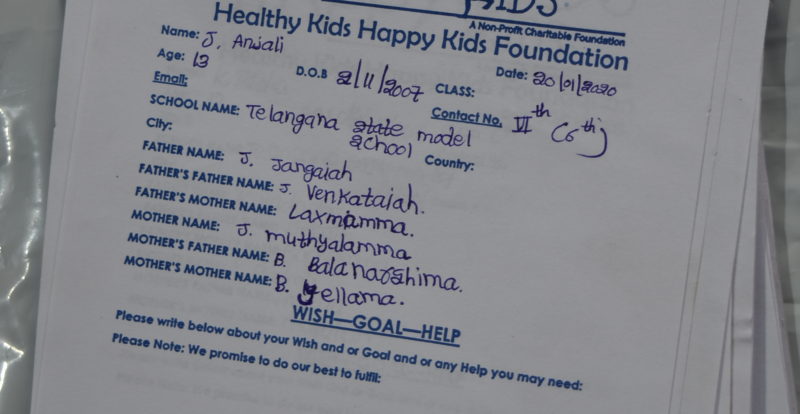 KIDS
A Non-Profit Charitable Foundation
Healthy Kids Happy Kids Foundation
Name: J. Anjali Date: 20/01/2020
Age: 13 D.O.B 2/11/2007 CLASS: VI th (6th)
Email: Contact No.
SCHOOL NAME: Telangana state model school
City: Country:
FATHER NAME: J. Jangaiah
FATHER'S FATHER NAME: J. Venkataiah.
FATHER'S MOTHER NAME: Laxmamma.
MOTHER NAME: J. muthyalamma
MOTHER'S FATHER NAME: B. Balanarshima.
MOTHER'S MOTHER NAME: B. yellama.
WISH—GOAL—HELP
Please write below about your Wish and or Goal and or any Help you may need:
Please Note: We promise to do our best to fulfil: